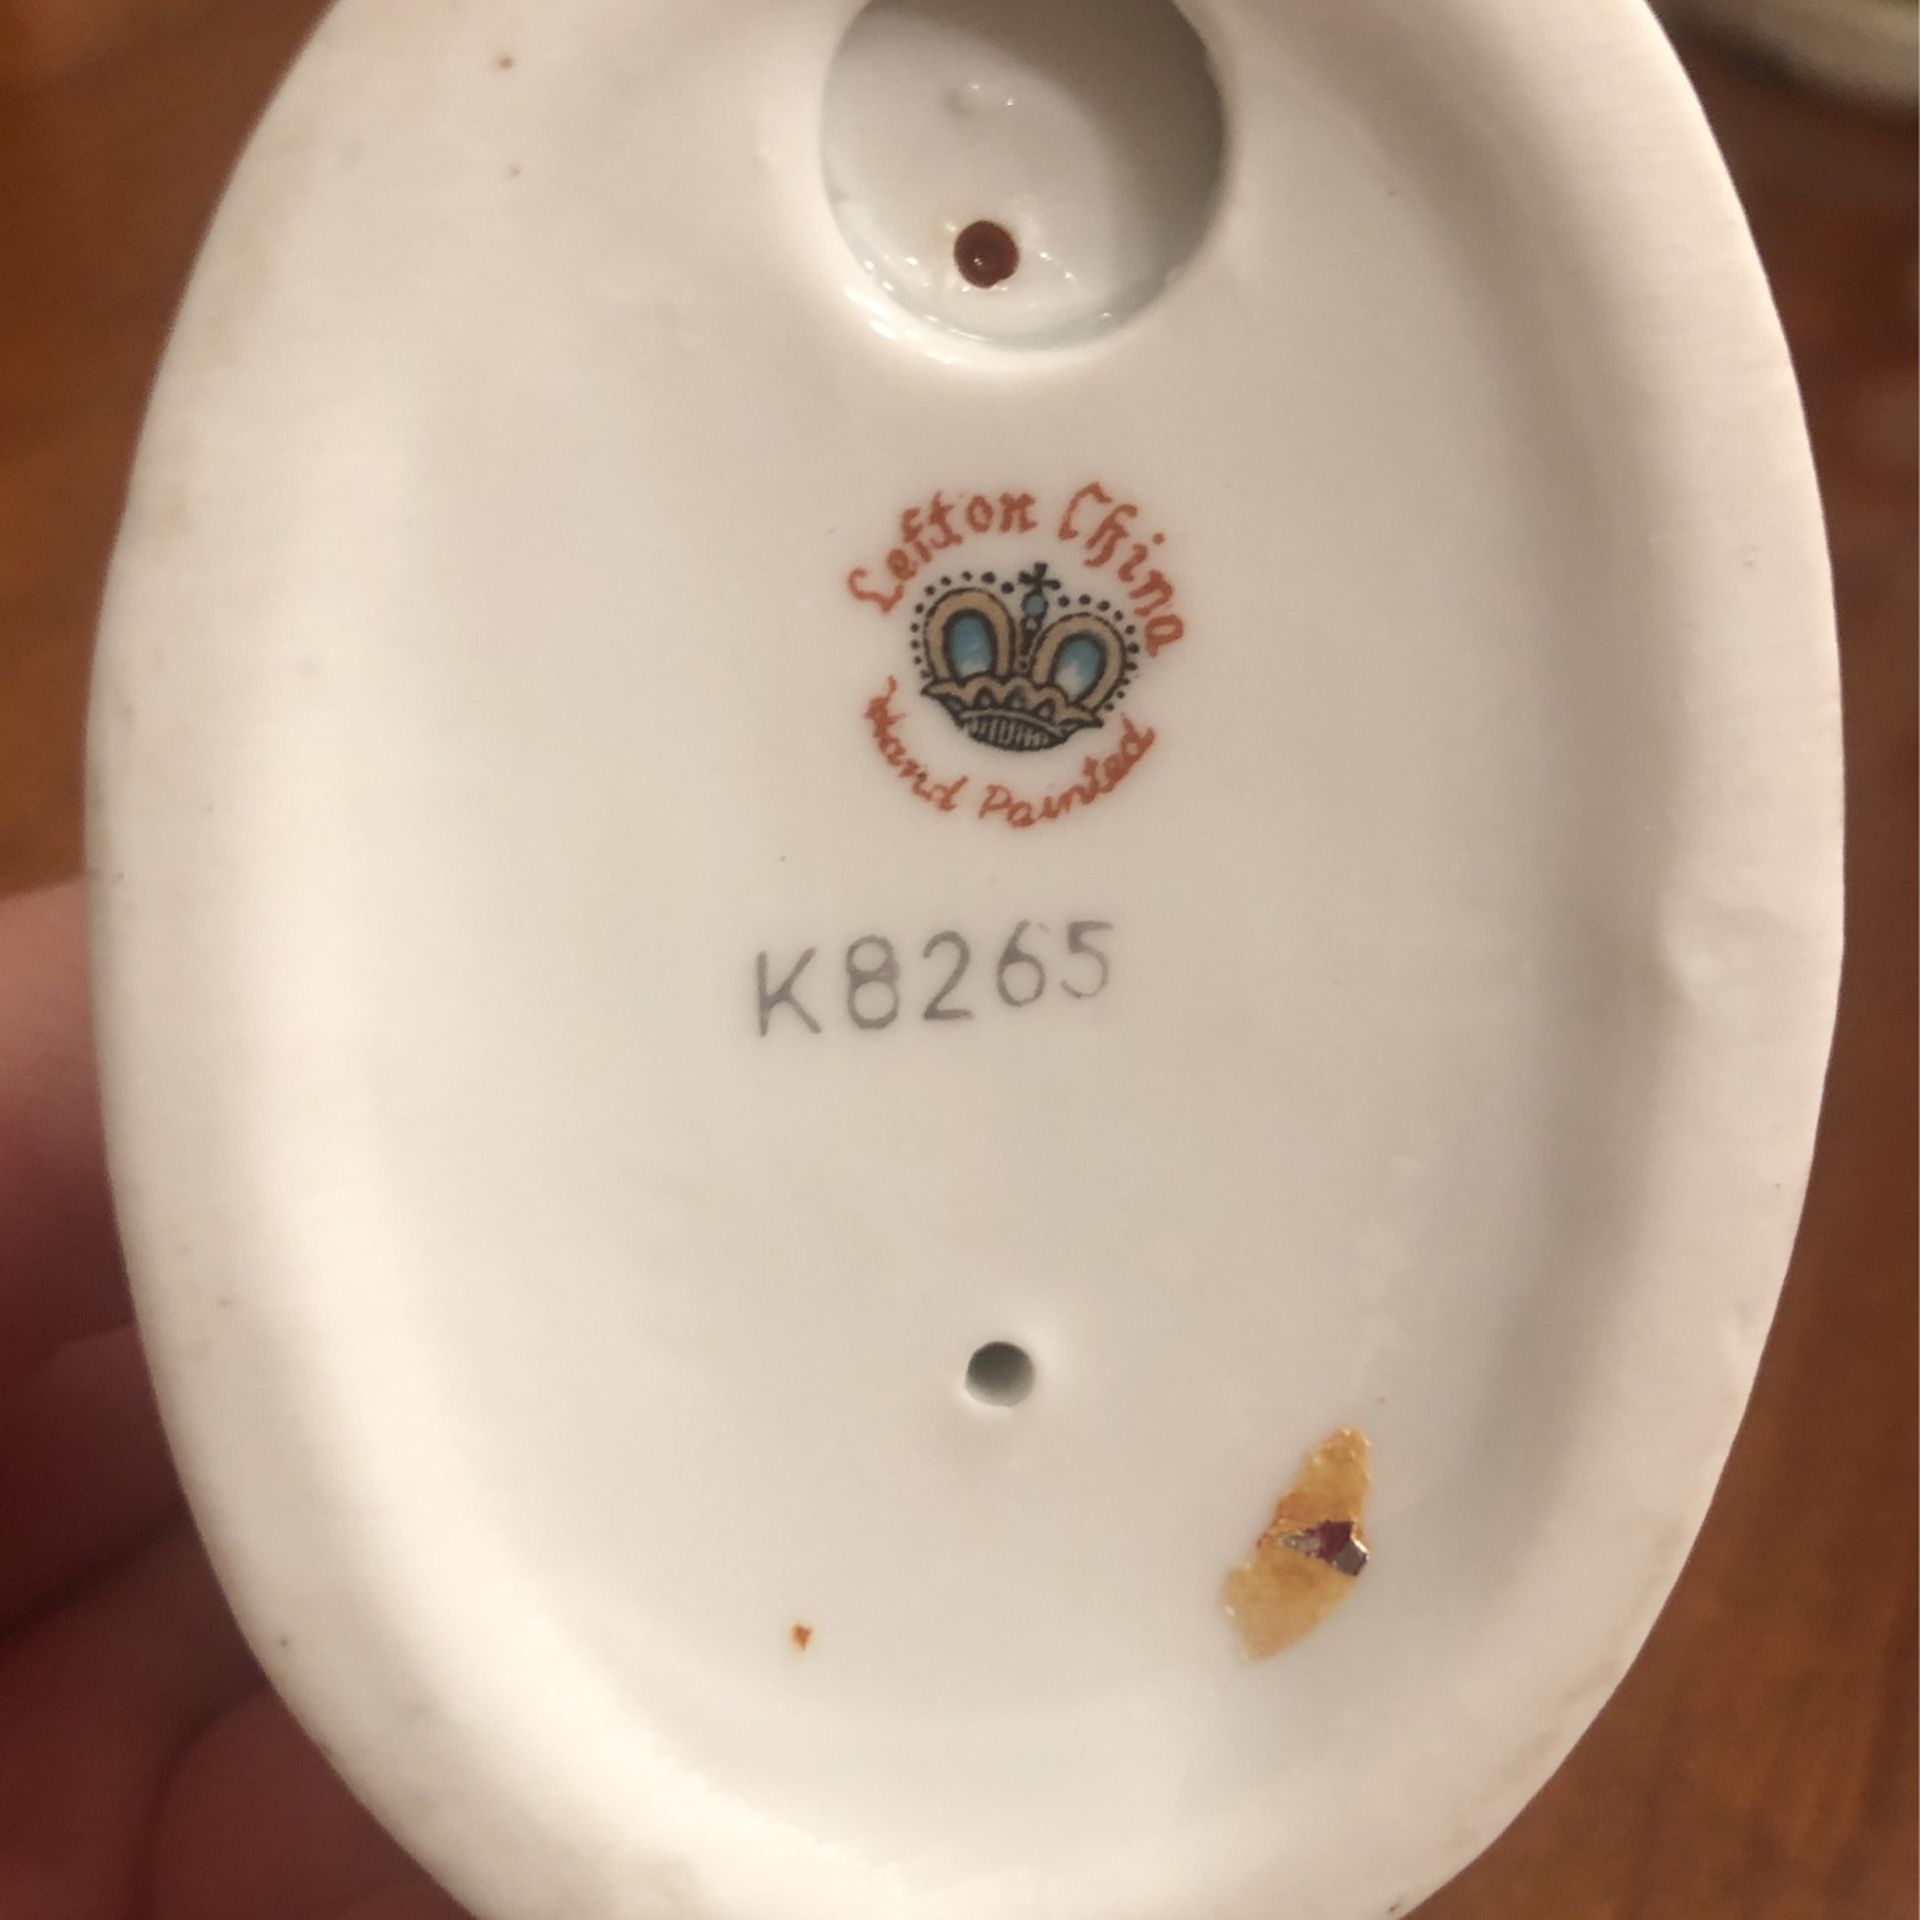 Lefton China
Hand Painted
K8265